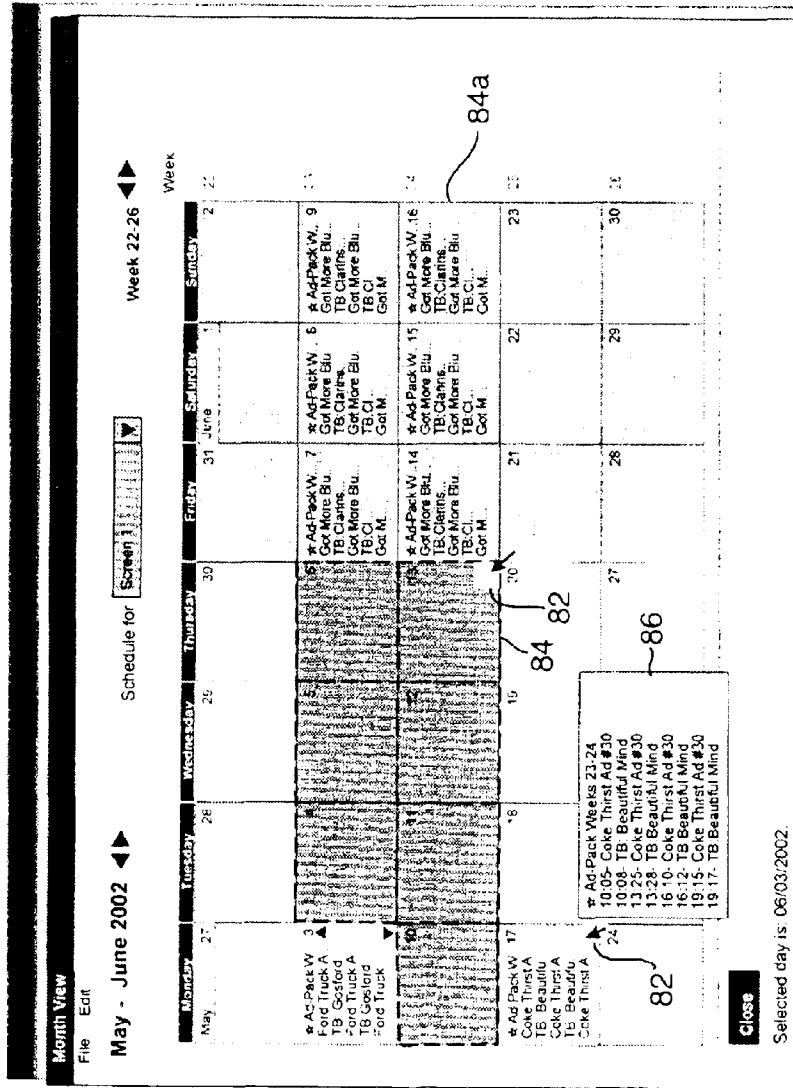 Month View
File Edit
May - June 2002 ◀▶
Schedule for Screen 1 ▼
Week 22-26 ◀▶
Week
Monday Tuesday Wednesday Thursday Friday Saturday Sunday
May 27 28 29 30 31 June 1 2
3 4 5 6 7 8 9
☆ Ad-Pack W
Ford Truck A
TB: Gosford
Ford Truck A
TB Gosford
Ford Truck
☆ Ad-Pack W...
Got More Blu...
TB:Clarins...
Got More Blu...
TB:Cl...
Got M...
☆ Ad-Pack W...
Got More Blu...
TB:Clarins...
Got More Blu...
TB:Cl...
Got M...
☆ Ad-Pack W...
Got More Blu...
TB:Clarins...
Got More Blu...
TB:Cl...
Got M...
10 11 12 13 14 15 16
☆ Ad-Pack W...
Got More Blu...
TB:Clarins...
Got More Blu
TB:Cl...
Got M...
☆ Ad-Pack W...
Got More Blu...
TB:Clarins...
Got More Blu
TB:Cl...
Got M...
☆ Ad-Pack W...
Got More Blu...
TB:Clarins...
Got More Blu
TB:Cl...
Got M...
84a
17 18 19 20 21 22 23
☆ Ad-Pack W
Coke Thirst A
TB: Beautifu
Coke Thirst A
TB: Beautifu
Coke Thirst A
84
82
82
24 27 28 29 30
☆ Ad-Pack Weeks 23-24
10:05- Coke Thirst Ad #30
10:08- TB: Beautiful Mind
13:25- Coke Thirst Ad #30
13:28- TB Beautiful Mind
16:10- Coke Thirst Ad #30
16:12- TB Beautiful Mind
19:15- Coke Thirst Ad #30
19:17- TB Beautiful Mind
86
Close
Selected day is: 06/03/2002.